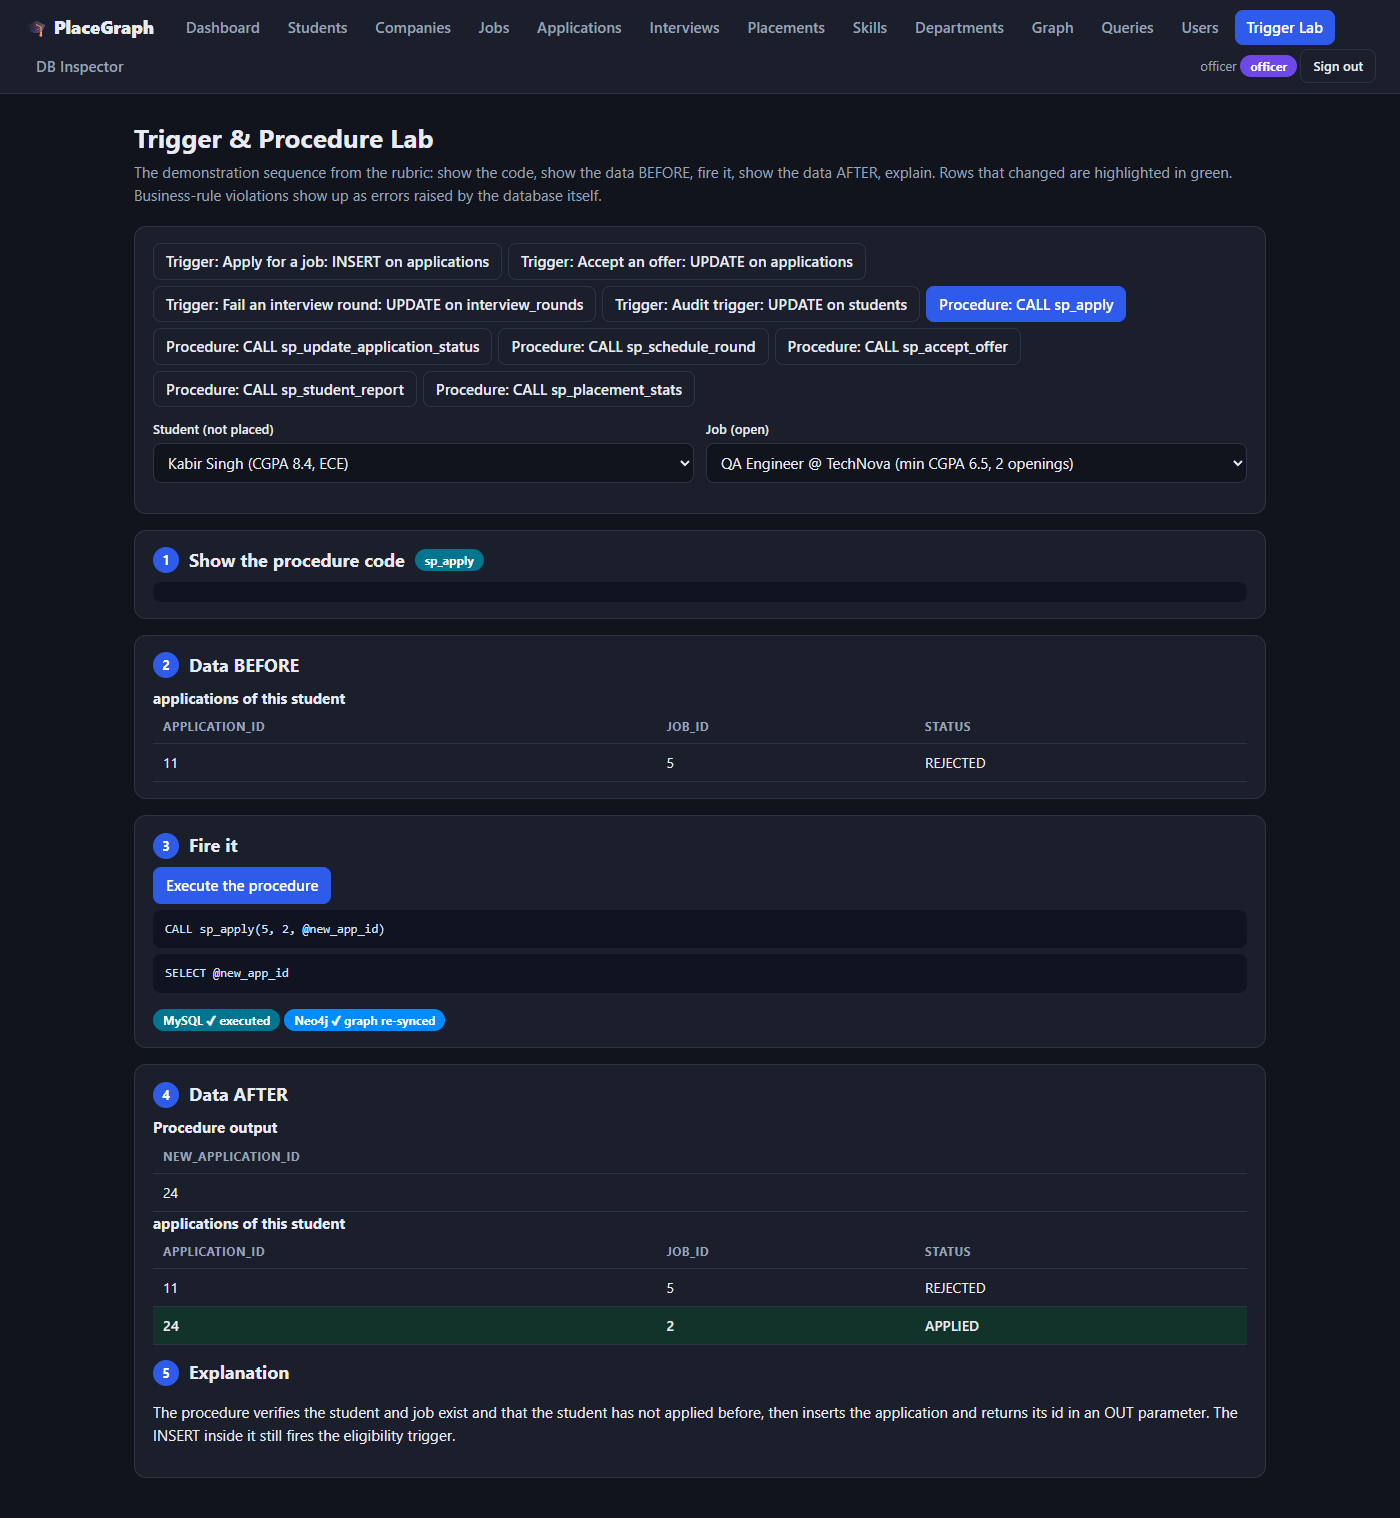 PlaceGraph Dashboard Students Companies Jobs Applications Interviews Placements Skills Departments Graph Queries Users Trigger Lab
DB Inspector officer officer Sign out
Trigger & Procedure Lab
The demonstration sequence from the rubric: show the code, show the data BEFORE, fire it, show the data AFTER, explain. Rows that changed are highlighted in green.
Business-rule violations show up as errors raised by the database itself.
Trigger: Apply for a job: INSERT on applications Trigger: Accept an offer: UPDATE on applications
Trigger: Fail an interview round: UPDATE on interview_rounds Trigger: Audit trigger: UPDATE on students Procedure: CALL sp_apply
Procedure: CALL sp_update_application_status Procedure: CALL sp_schedule_round Procedure: CALL sp_accept_offer
Procedure: CALL sp_student_report Procedure: CALL sp_placement_stats
Student (not placed) Job (open)
Kabir Singh (CGPA 8.4, ECE) QA Engineer @ TechNova (min CGPA 6.5, 2 openings)
1 Show the procedure code sp_apply
2 Data BEFORE
applications of this student
APPLICATION_ID JOB_ID STATUS
11 5 REJECTED
3 Fire it
Execute the procedure
CALL sp_apply(5, 2, @new_app_id)
SELECT @new_app_id
MySQL ✔ executed Neo4j ✔ graph re-synced
4 Data AFTER
Procedure output
NEW_APPLICATION_ID
24
applications of this student
APPLICATION_ID JOB_ID STATUS
11 5 REJECTED
24 2 APPLIED
5 Explanation
The procedure verifies the student and job exist and that the student has not applied before, then inserts the application and returns its id in an OUT parameter. The
INSERT inside it still fires the eligibility trigger.